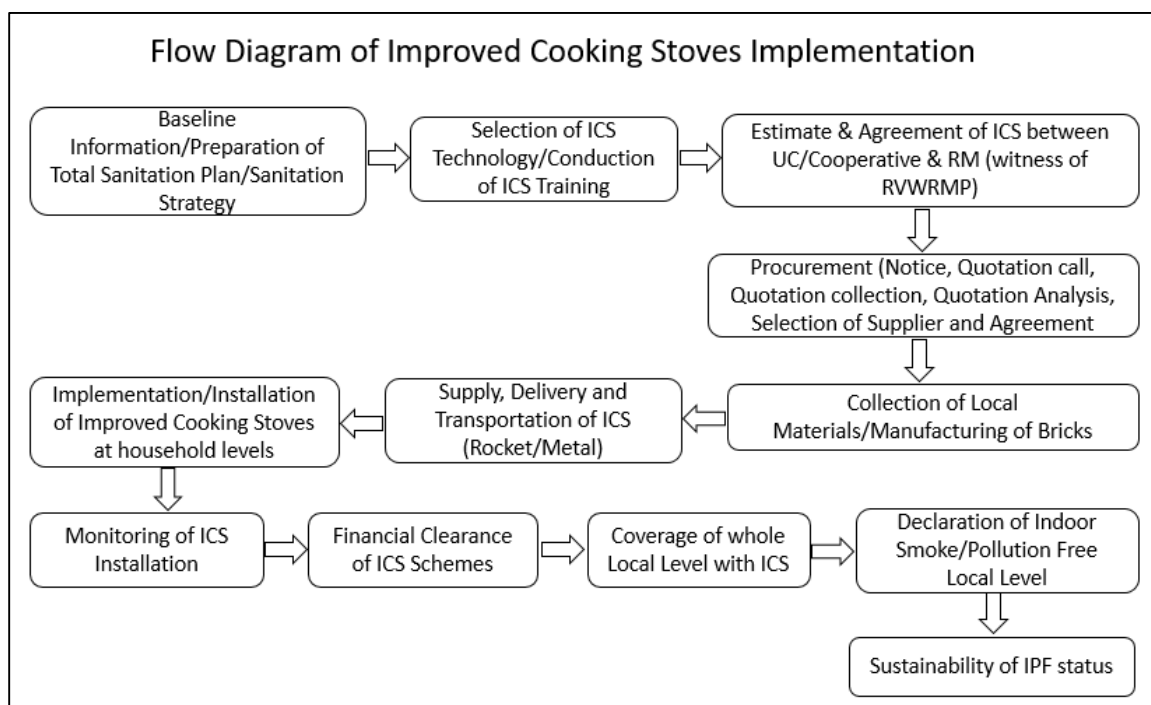 Flow Diagram of Improved Cooking Stoves Implementation
Baseline
Information/Preparation of
Total Sanitation Plan/Sanitation
Strategy
Selection of ICS
Technology/Conduction
of ICS Training
Estimate & Agreement of ICS between
UC/Cooperative & RM (witness of
RVWRMP)
Procurement (Notice, Quotation call,
Quotation collection, Quotation Analysis,
Selection of Supplier and Agreement
Collection of Local
Materials/Manufacturing of Bricks
Supply, Delivery and
Transportation of ICS
(Rocket/Metal)
Implementation/Installation
of Improved Cooking Stoves
at household levels
Monitoring of ICS
Installation
Financial Clearance
of ICS Schemes
Coverage of whole
Local Level with ICS
Declaration of Indoor
Smoke/Pollution Free
Local Level
Sustainability of IPF status